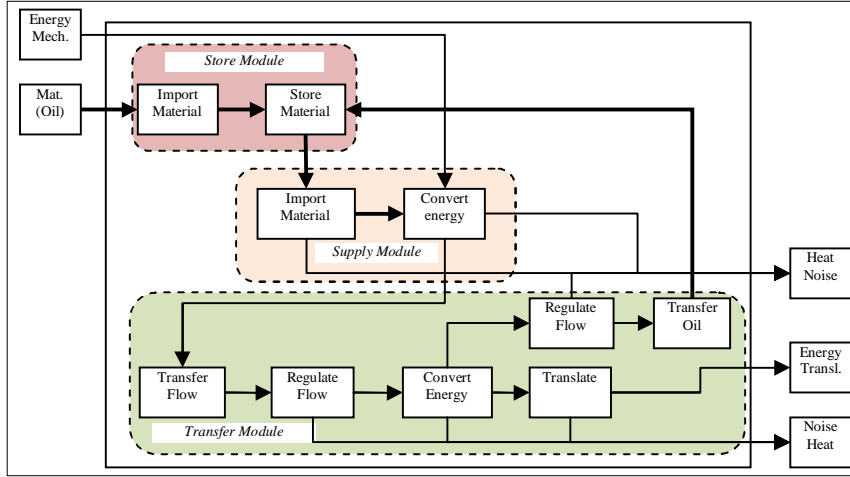 Energy
Mech.
Store Module
Mat.
(Oil)
Import
Material
Store
Material
Import
Material
Convert
energy
Supply Module
Heat
Noise
Regulate
Flow
Transfer
Oil
Energy
Transl.
Transfer
Flow
Regulate
Flow
Convert
Energy
Translate
Transfer Module
Noise
Heat